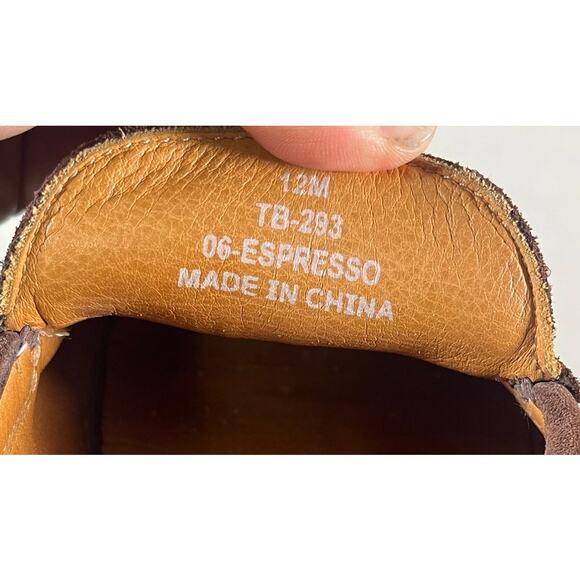 12M
TB-293
06-ESPRESSO
MADE IN CHINA